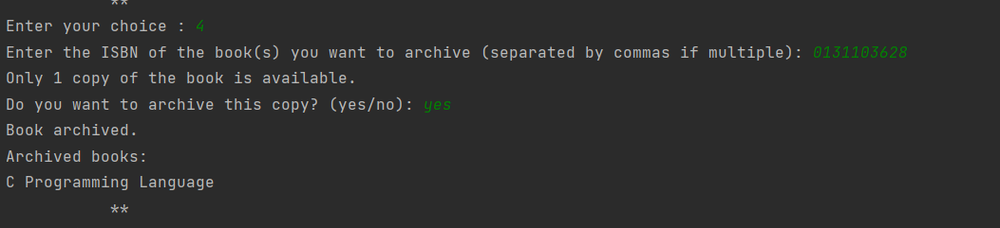 **
Enter your choice : 4
Enter the ISBN of the book(s) you want to archive (separated by commas if multiple): 0131103628
Only 1 copy of the book is available.
Do you want to archive this copy? (yes/no): yes
Book archived.
Archived books:
C Programming Language
**